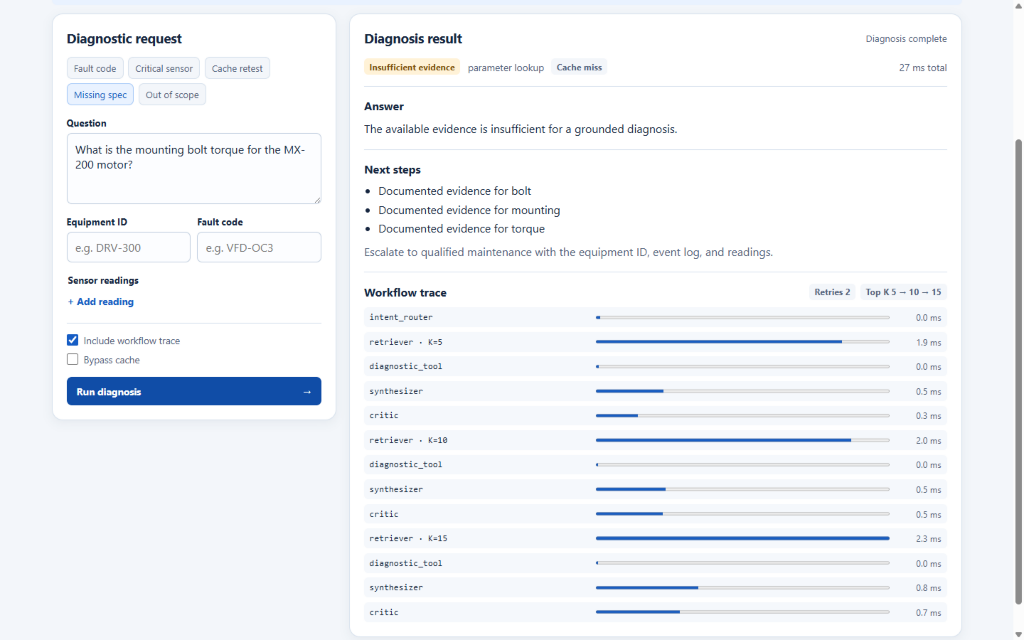 Diagnostic request
Fault code
Critical sensor
Cache retest
Missing spec
Out of scope
Question
What is the mounting bolt torque for the MX-
200 motor?
Equipment ID
Fault code
e.g. DRV-300
e.g. VFD-OC3
Sensor readings
+ Add reading
Include workflow trace
Bypass cache
Run diagnosis →
Diagnosis result
Diagnosis complete
Insufficient evidence parameter lookup Cache miss 27 ms total
Answer
The available evidence is insufficient for a grounded diagnosis.
Next steps
• Documented evidence for bolt
• Documented evidence for mounting
• Documented evidence for torque
Escalate to qualified maintenance with the equipment ID, event log, and readings.
Workflow trace Retries 2 Top K 5 → 10 → 15
intent_router 0.0 ms
retriever · K=5 1.9 ms
diagnostic_tool 0.0 ms
synthesizer 0.5 ms
critic 0.3 ms
retriever · K=10 2.0 ms
diagnostic_tool 0.0 ms
synthesizer 0.5 ms
critic 0.5 ms
retriever · K=15 2.3 ms
diagnostic_tool 0.0 ms
synthesizer 0.8 ms
critic 0.7 ms